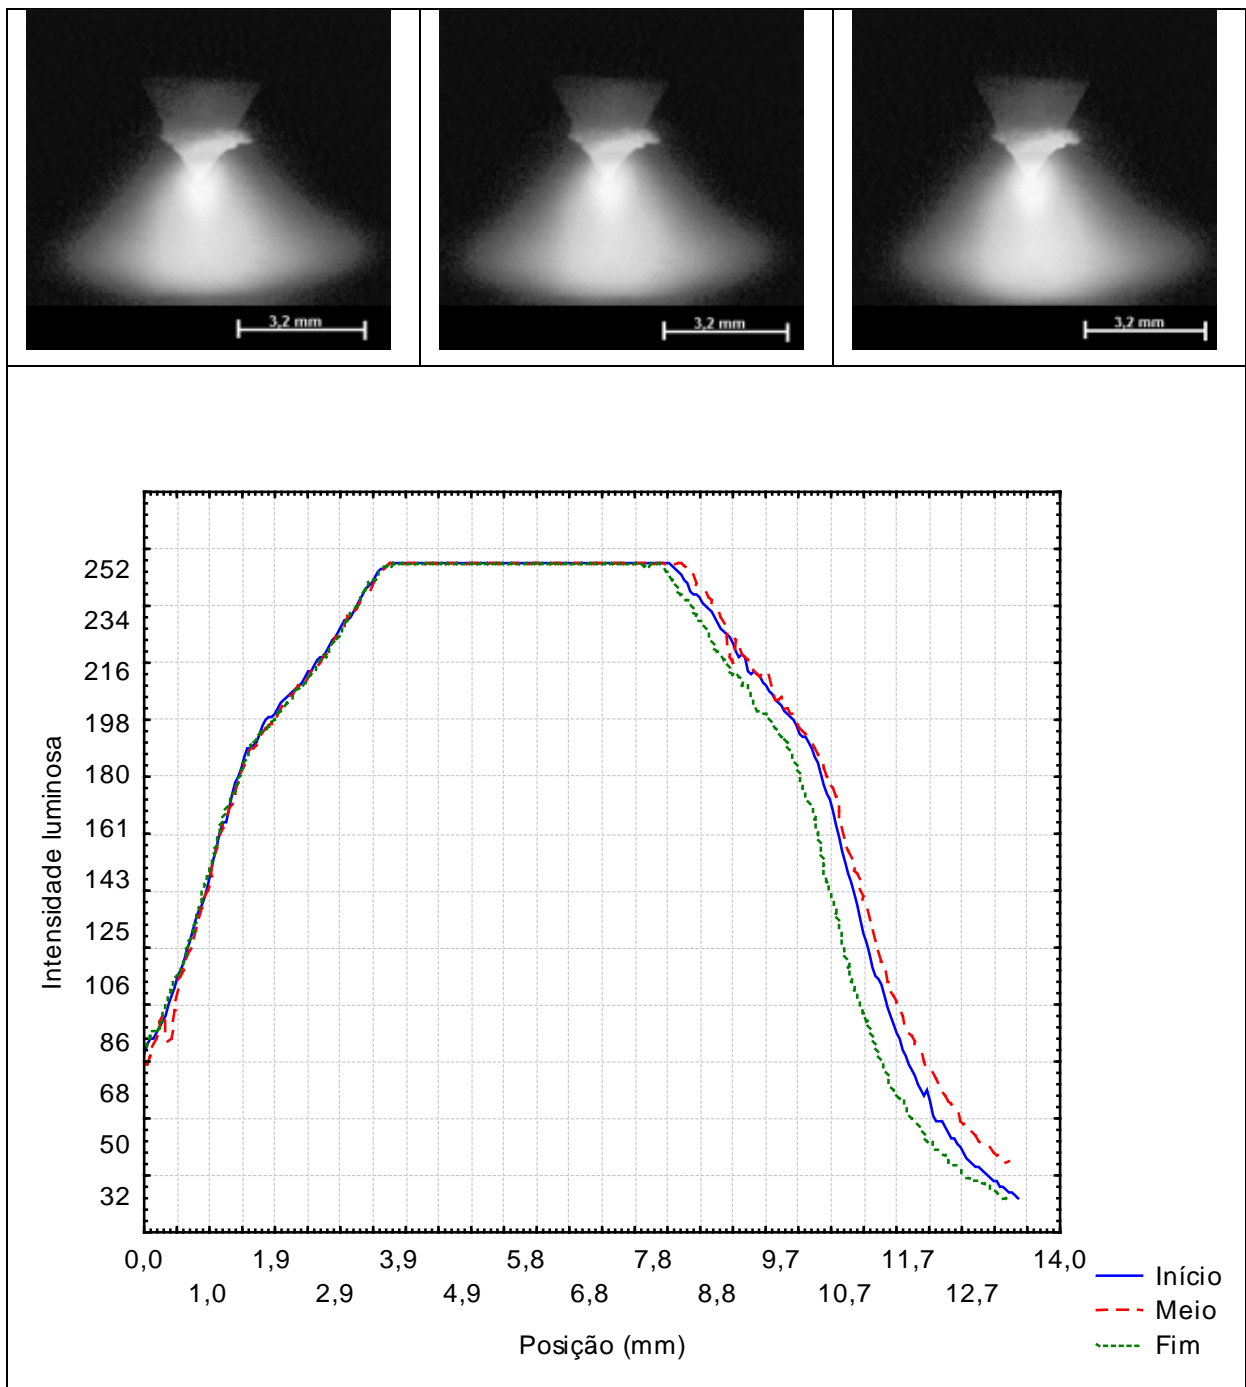 3,2 mm
3,2 mm
3,2 mm
Intensidade luminosa
252
234
216
198
180
161
143
125
106
86
68
50
32
0,0 1,9 3,9 5,8 7,8 9,7 11,7 14,0
1,0 2,9 4,9 6,8 8,8 10,7 12,7
Posição (mm)
Início
Meio
Fim